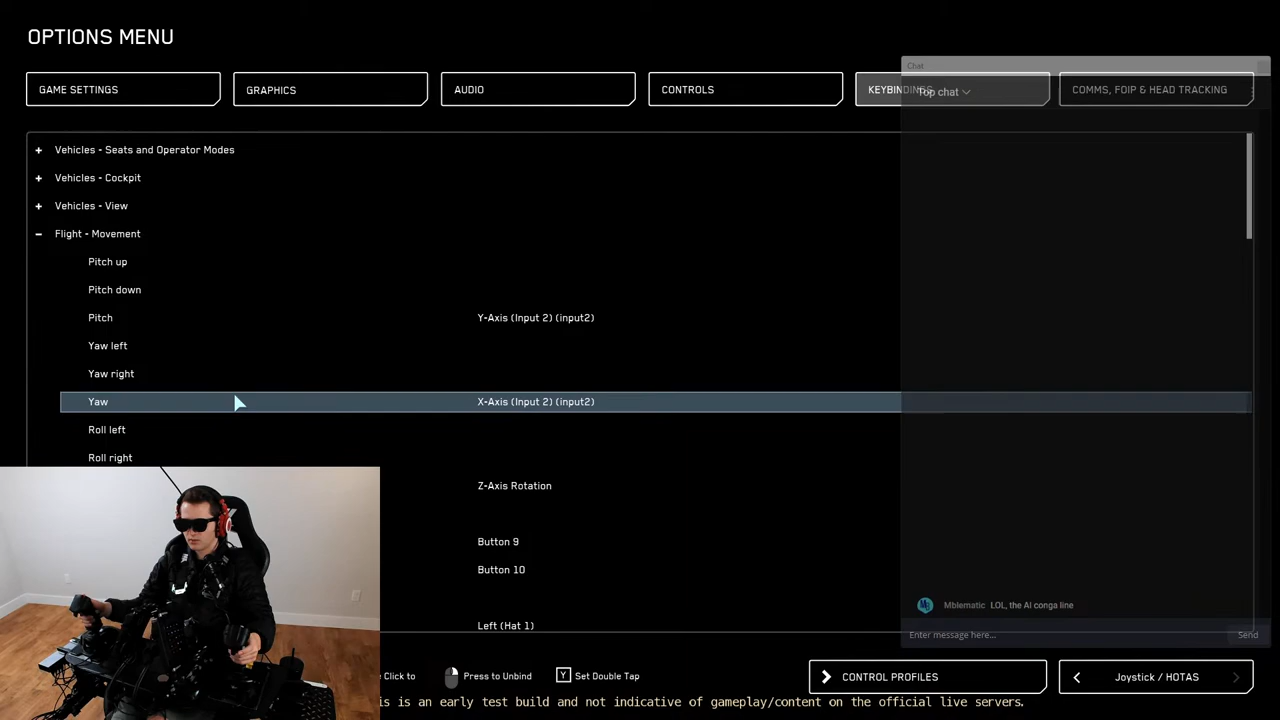 OPTIONS MENU
GAME SETTINGS
GRAPHICS
AUDIO
CONTROLS
KEYBINDINGS
COMMS, FOIP & HEAD TRACKING
Chat
Top chat
Vehicles - Seats and Operator Modes
Vehicles - Cockpit
Vehicles - View
Flight - Movement
Pitch up
Pitch down
Pitch Y-Axis (Input 2) (input2)
Yaw left
Yaw right
Yaw X-Axis (Input 2) (input2)
Roll left
Roll right
Z-Axis Rotation
Button 9
Button 10
Left (Hat 1)
Mblematic LOL, the AI conga line
Enter message here...
Send
Click to
Press to Unbind
Y Set Double Tap
CONTROL PROFILES
Joystick / HOTAS
is is an early test build and not indicative of gameplay/content on the official live servers.